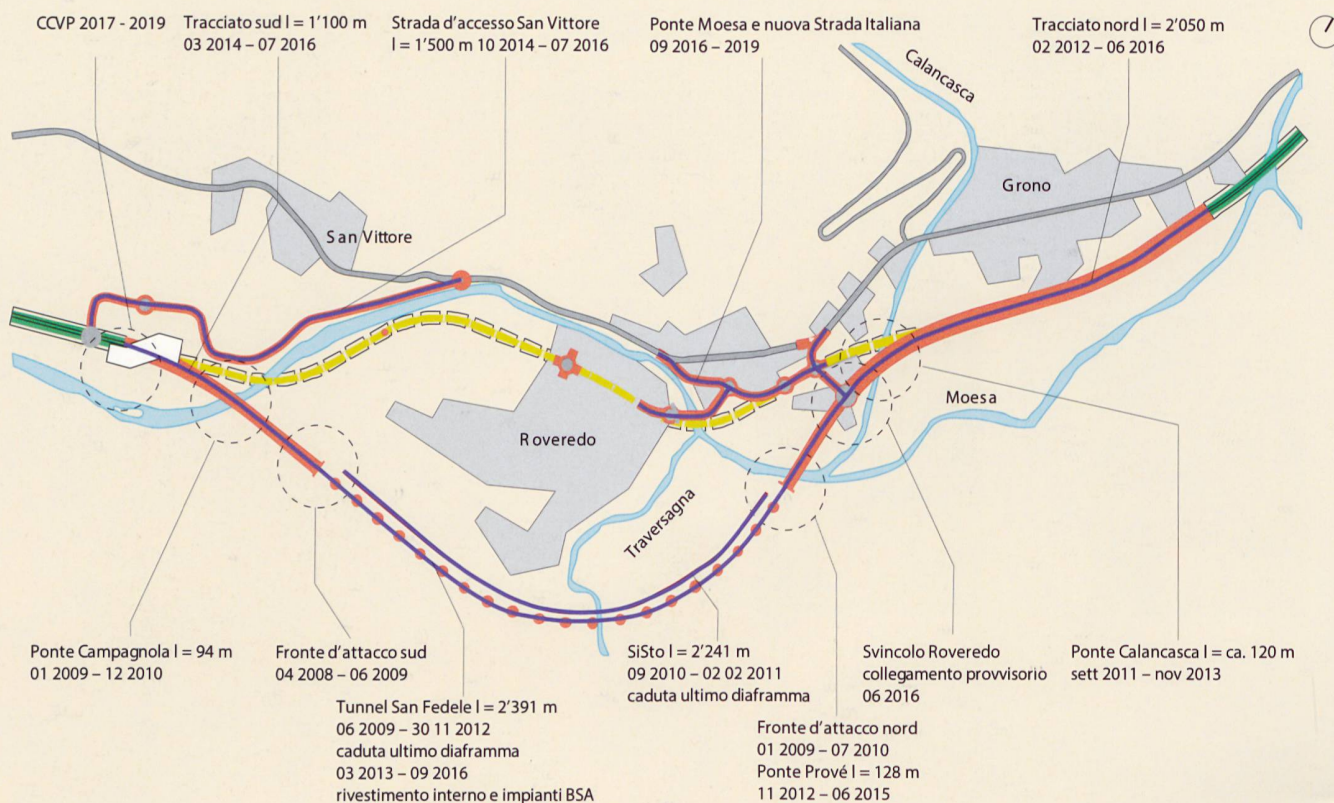 CCVP 2017 - 2019
Tracciato sud l = 1'100 m
03 2014 – 07 2016
Strada d'accesso San Vittore
l = 1'500 m 10 2014 – 07 2016
Ponte Moesa e nuova Strada Italiana
09 2016 – 2019
Tracciato nord l = 2'050 m
02 2012 – 06 2016
Calancasca
Grono
San Vittore
Moesa
Roveredo
Traversagna
Ponte Campagnola l = 94 m
01 2009 – 12 2010
Fronte d'attacco sud
04 2008 – 06 2009
Tunnel San Fedele l = 2'391 m
06 2009 – 30 11 2012
caduta ultimo diaframma
03 2013 – 09 2016
rivestimento interno e impianti BSA
SiSto l = 2'241 m
09 2010 – 02 02 2011
caduta ultimo diaframma
Fronte d'attacco nord
01 2009 – 07 2010
Ponte Prové l = 128 m
11 2012 – 06 2015
Svincolo Roveredo
collegamento provvisorio
06 2016
Ponte Calancasca l = ca. 120 m
sett 2011 – nov 2013